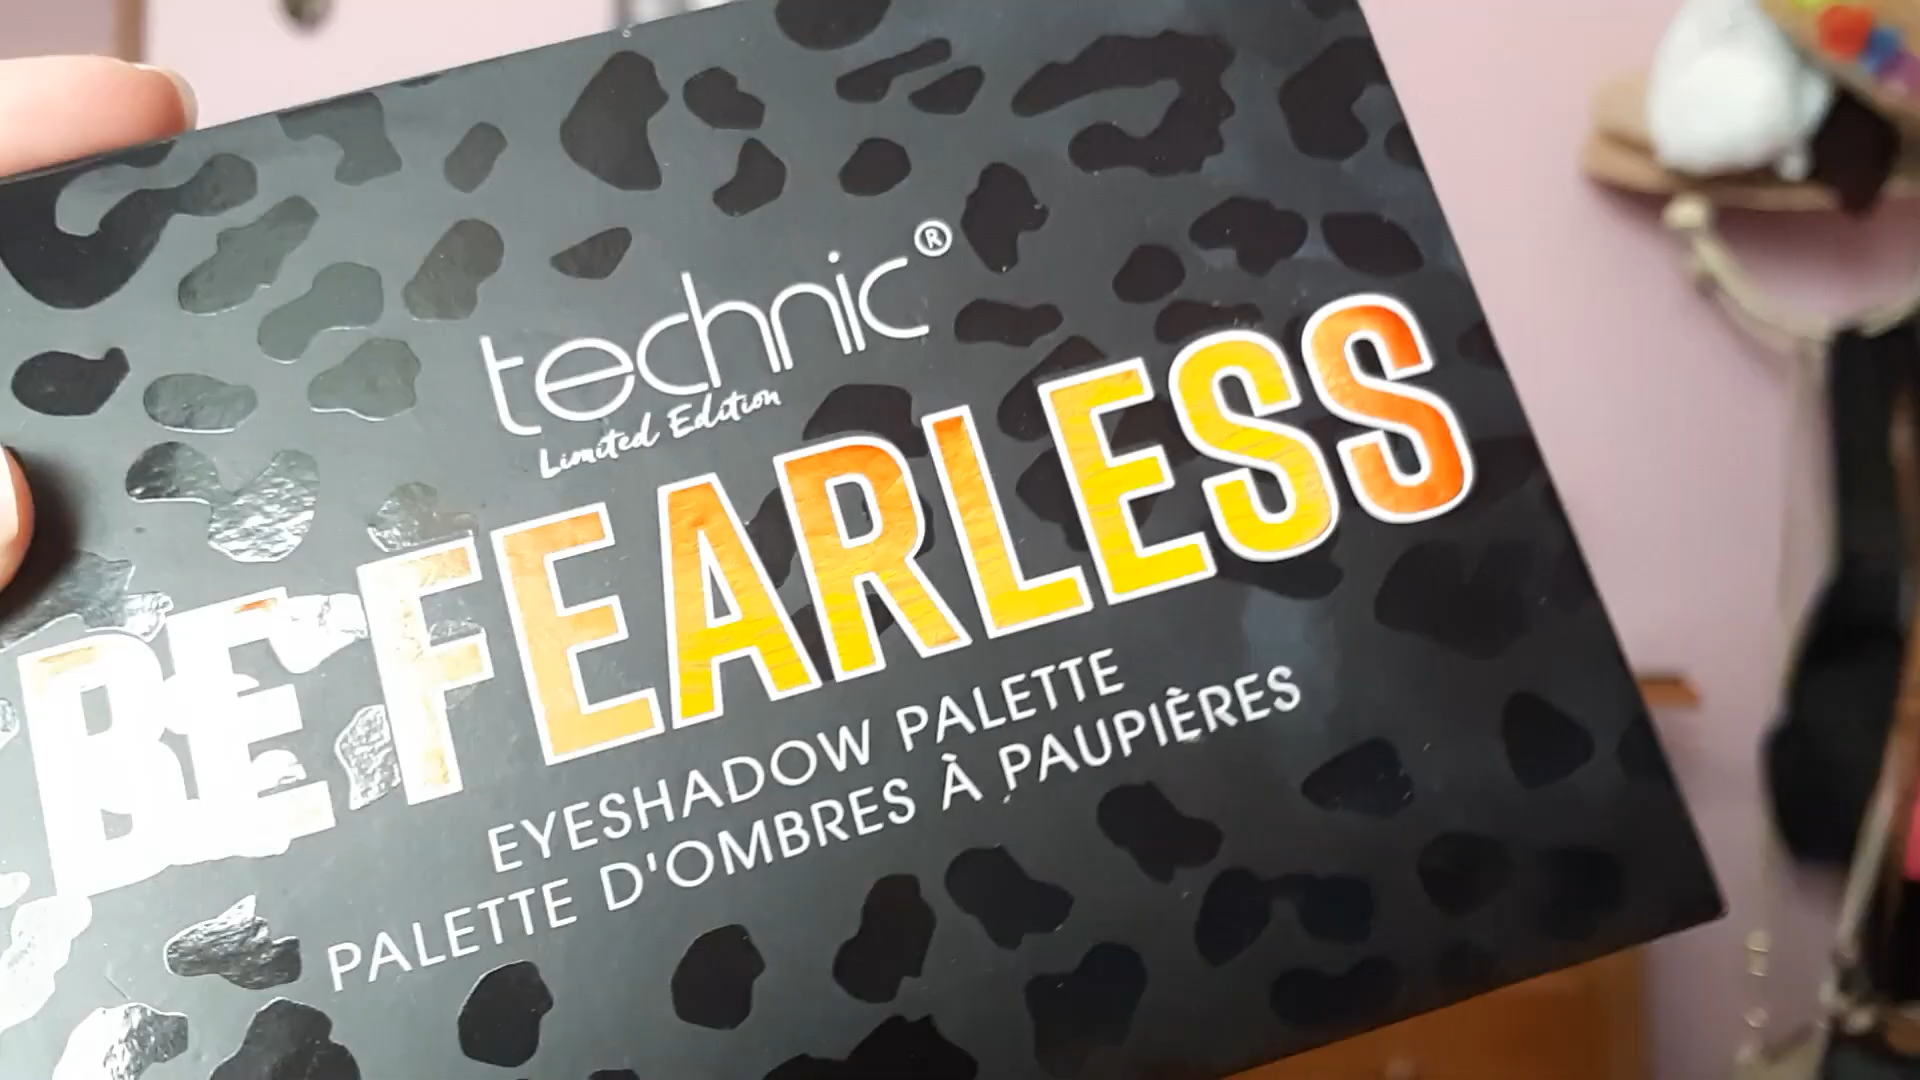 technic®
Limited Edition
BE FEARLESS
EYESHADOW PALETTE
PALETTE D'OMBRES À PAUPIÈRES